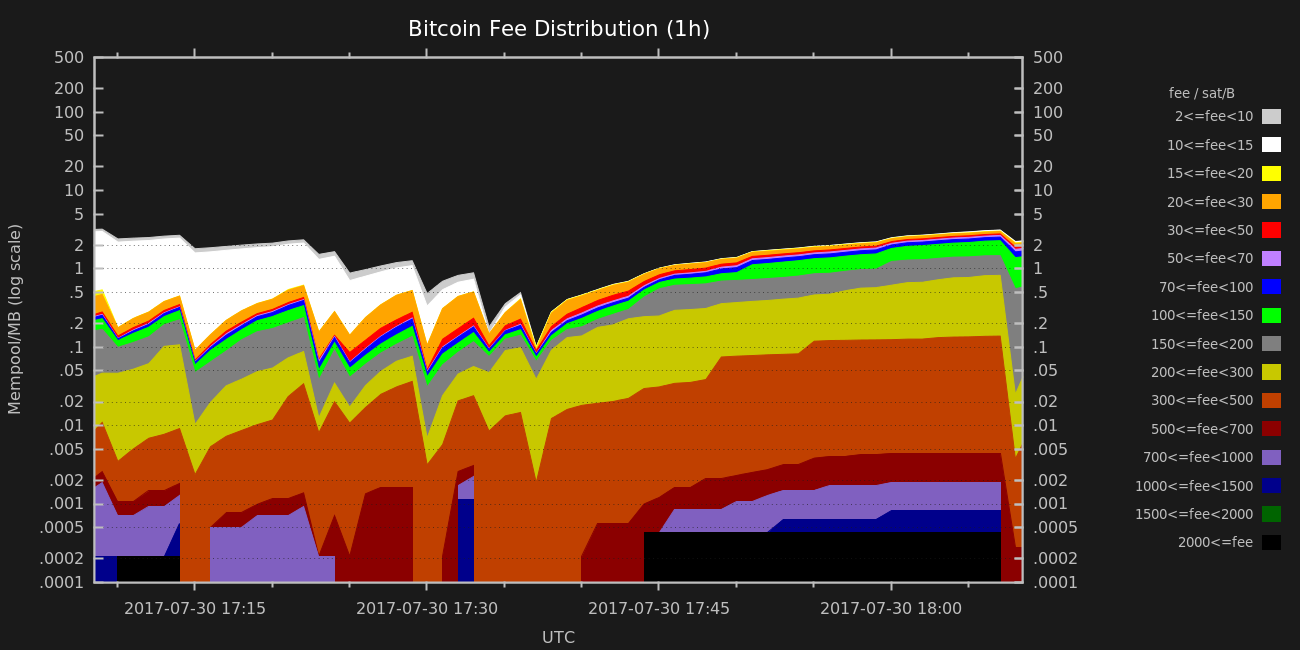 Bitcoin Fee Distribution (1h)
Mempool/MB (log scale)
500
200
100
50
20
10
5
2
1
.5
.2
.1
.05
.02
.01
.005
.002
.001
.0005
.0002
.0001
500
200
100
50
20
10
5
2
1
.5
.2
.1
.05
.02
.01
.005
.002
.001
.0005
.0002
.0001
2017-07-30 17:15
2017-07-30 17:30
2017-07-30 17:45
2017-07-30 18:00
UTC
fee / sat/B
2<=fee<10
10<=fee<15
15<=fee<20
20<=fee<30
30<=fee<50
50<=fee<70
70<=fee<100
100<=fee<150
150<=fee<200
200<=fee<300
300<=fee<500
500<=fee<700
700<=fee<1000
1000<=fee<1500
1500<=fee<2000
2000<=fee